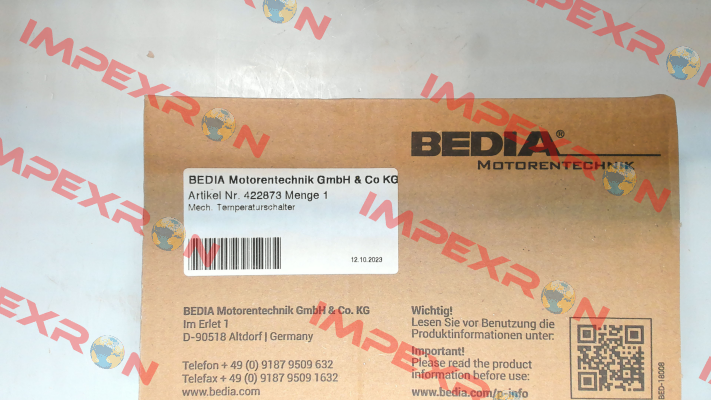 IMPEXRON
BEDIA®
MOTORENTECHNIK
BEDIA Motorentechnik GmbH & Co KG
Artikel Nr. 422873 Menge 1
Mech. Temperaturschalter
12.10.2023
BEDIA Motorentechnik GmbH & Co. KG
Im Erlet 1
D-90518 Altdorf | Germany
Telefon + 49 (0) 9187 9509 632
Telefax + 49 (0) 9187 9509 1632
www.bedia.com
Wichtig!
Lesen Sie vor Benutzung die
Produktinformationen unter:
Important!
Please read the product
information before use:
www.bedia.com/p-info
BED-18008